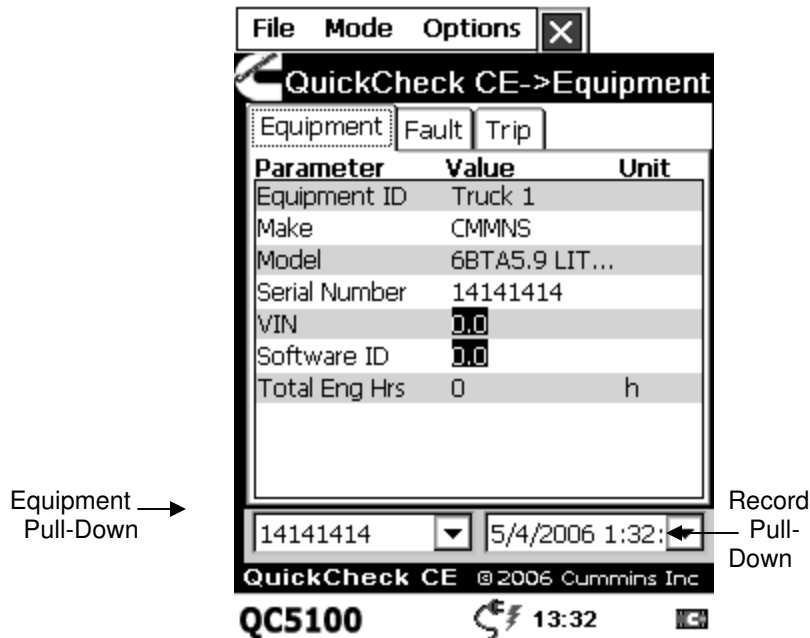 File Mode Options
QuickCheck CE->Equipment
Equipment Fault Trip
Parameter Value Unit
Equipment ID Truck 1
Make CMMNS
Model 6BTA5.9 LIT...
Serial Number 14141414
VIN 0.0
Software ID 0.0
Total Eng Hrs 0 h
Equipment
Pull-Down
14141414 5/4/2006 1:32:
Record
Pull-
Down
QuickCheck CE ©2006 Cummins Inc
QC5100 13:32